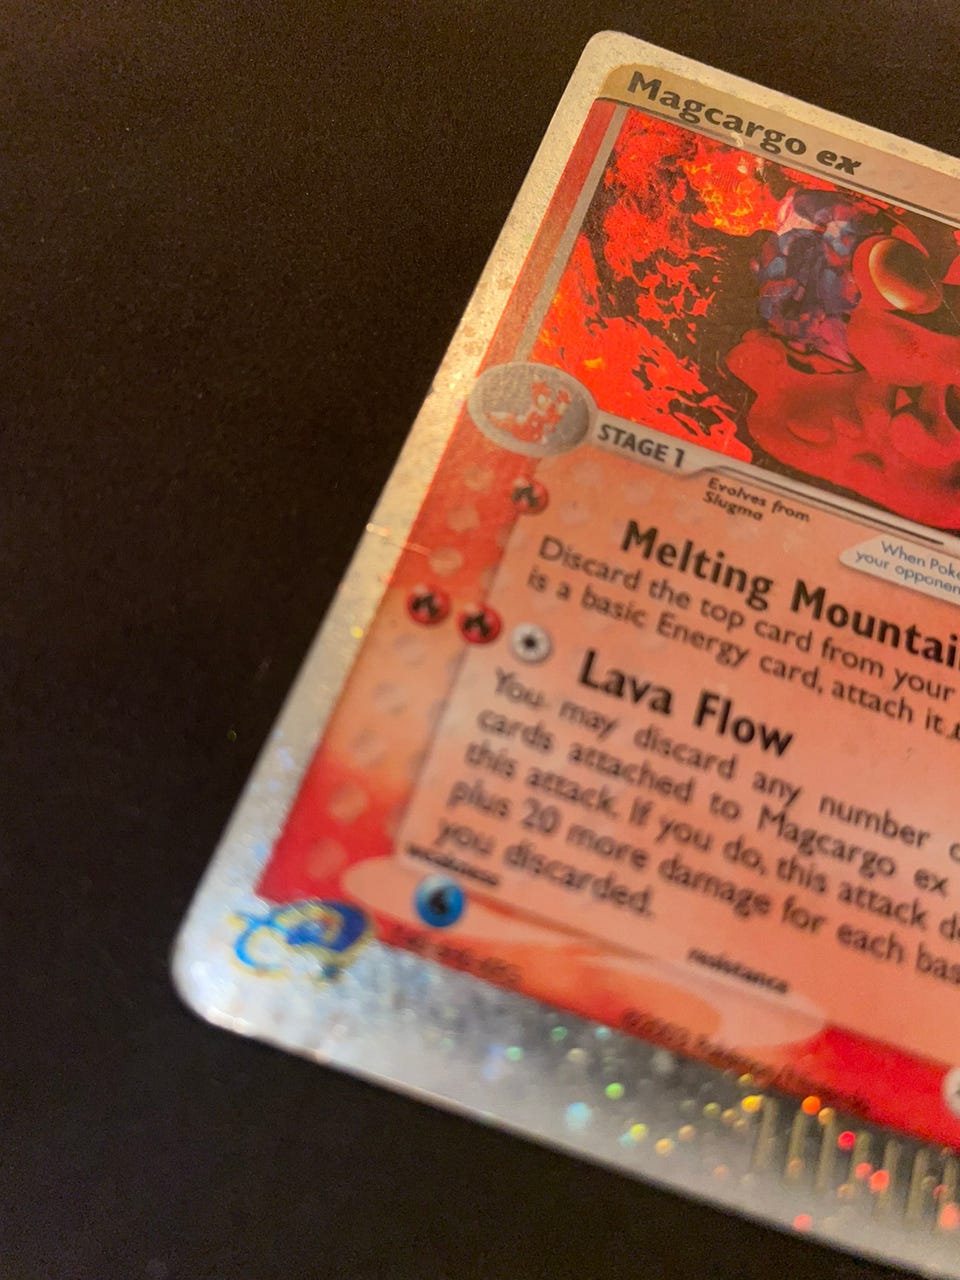 Magcargo ex
STAGE 1
Evolves from
Slugma
When Poké
your opponen
Melting Mountai
Discard the top card from your
is a basic Energy card, attach it
Lava Flow
You may discard any number
cards attached to Magcargo ex
this attack. If you do, this attack d
plus 20 more damage for each bas
you discarded.
weakness
resistance